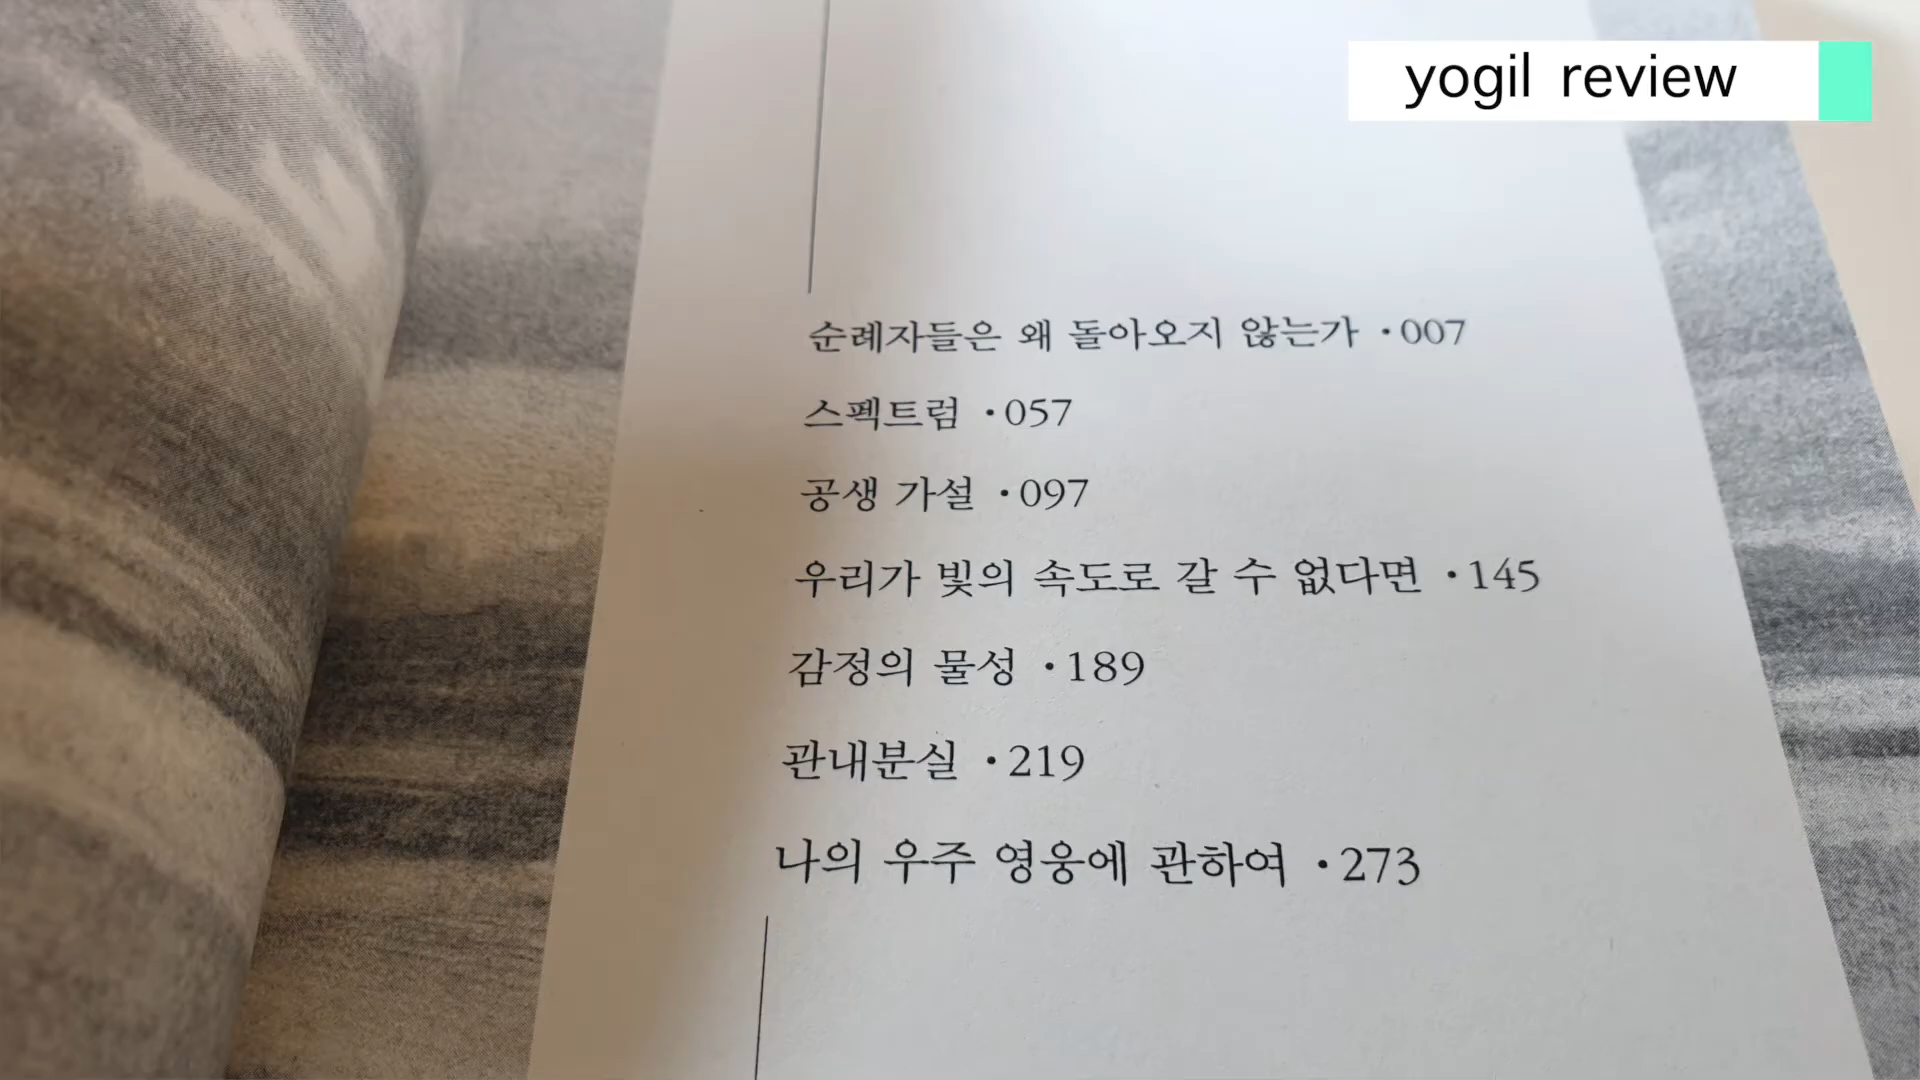 yogil review
순례자들은 왜 돌아오지 않는가 •007
스펙트럼 •057
공생 가설 •097
우리가 빛의 속도로 갈 수 없다면 •145
감정의 물성 •189
관내분실 •219
나의 우주 영웅에 관하여 •273